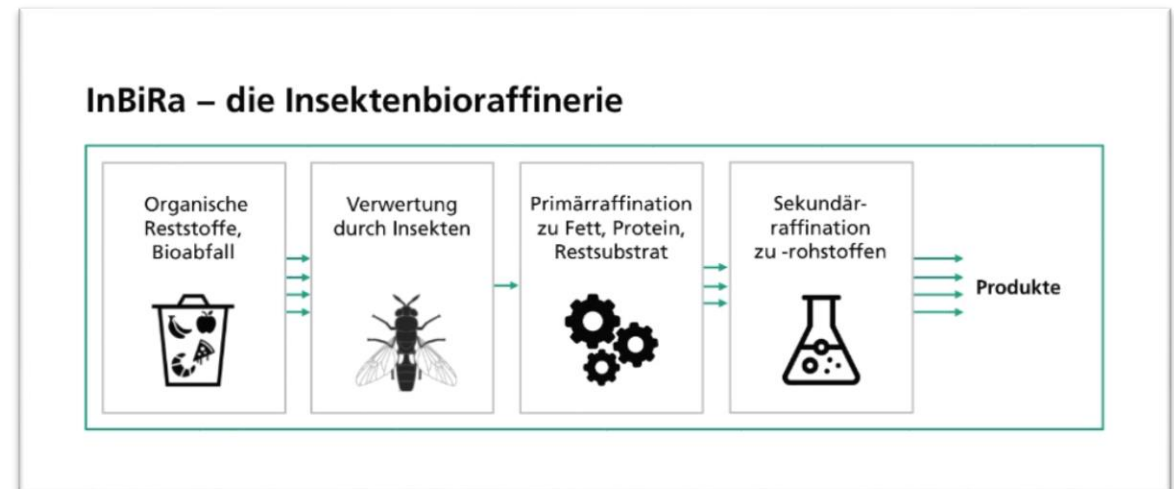 InBiRa – die Insektenbioraffinerie
Organische
Reststoffe,
Bioabfall
Verwertung
durch Insekten
Primärraffination
zu Fett, Protein,
Restsubstrat
Sekundär-
raffination
zu -rohstoffen
Produkte